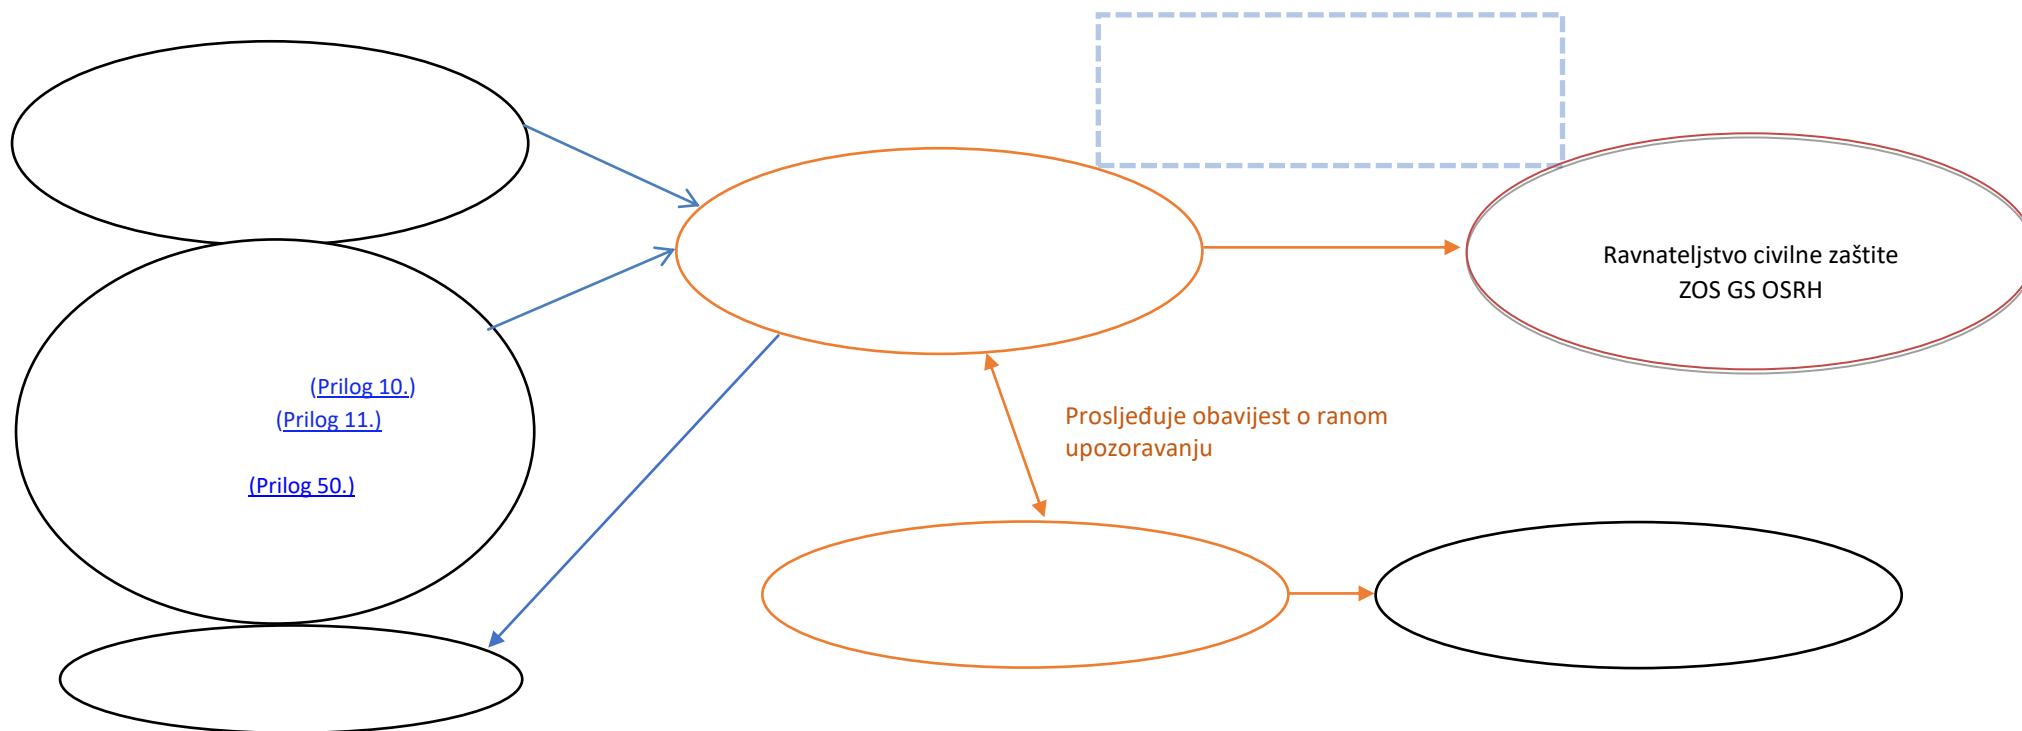 Ravnateljstvo civilne zaštite
ZOS GS OSRH
(Prilog 10.)
(Prilog 11.)
(Prilog 50.)
Prosljeđuje obavijest o ranom
upozoravanju